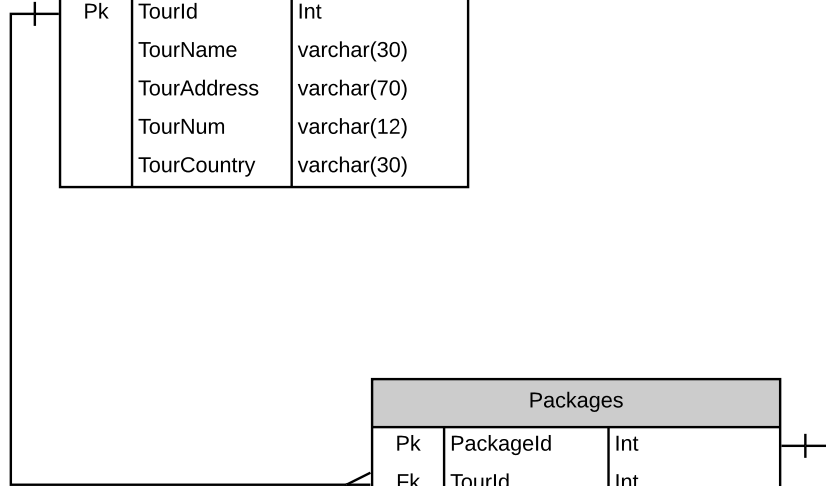 Pk TourId Int
TourName varchar(30)
TourAddress varchar(70)
TourNum varchar(12)
TourCountry varchar(30)
Packages
Pk PackageId Int
Fk TourId Int